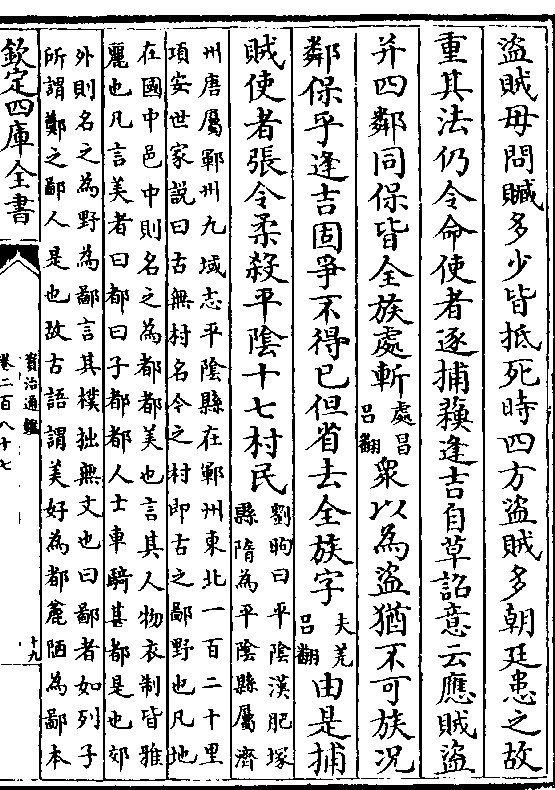 盜賊毋問贓多少皆抵死時四方盜賊多朝廷患之故
重其法仍令命使者逐捕蘓逢吉自草詔意云應賊盜
并四鄰同保皆全族處斬處昌呂翻眾以為盜猶不可族況
鄰保乎逢吉固爭不得已但省去全族字夫羌呂翻由是捕
賊使者張令柔殺平陰十七村民劉昫曰平陰漢肥塚縣隋為平陰縣屬濟
州唐屬鄆州九域志平陰縣在鄆州東北一百二十里
項安世家説曰古無村名今之村即古之鄙野也凡地
在國中邑中則名之為都都美也言其人物衣制皆雅
麗也凡言美者曰都曰子都都人士車騎甚都是也郊
外則名之為野為鄙言其樸拙無文也曰鄙者如列子
所謂鄭之鄙人是也故古語謂美好為都麄陋為鄙本
欽定四庫全書
資治通鑑
卷二百八十七
十九